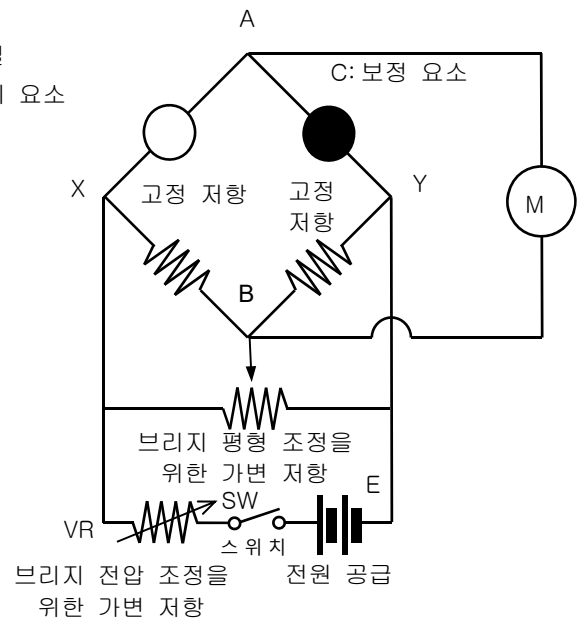 A
요소
C: 보정 요소
X
고정 저항
고정
저항
Y
M
B
브리지 평형 조정을
위한 가변 저항
E
SW
VR
스위치
브리지 전압 조정을
위한 가변 저항
전원 공급